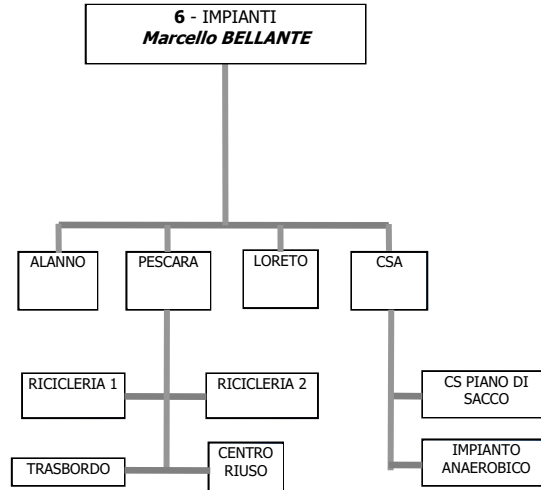 6 - IMPIANTI
Marcello BELLANTE
ALANNO
PESCARA
LORETO
CSA
RICICLERIA 1
RICICLERIA 2
CS PIANO DI
SACCO
TRASBORDO
CENTRO
RIUSO
IMPIANTO
ANAEROBICO